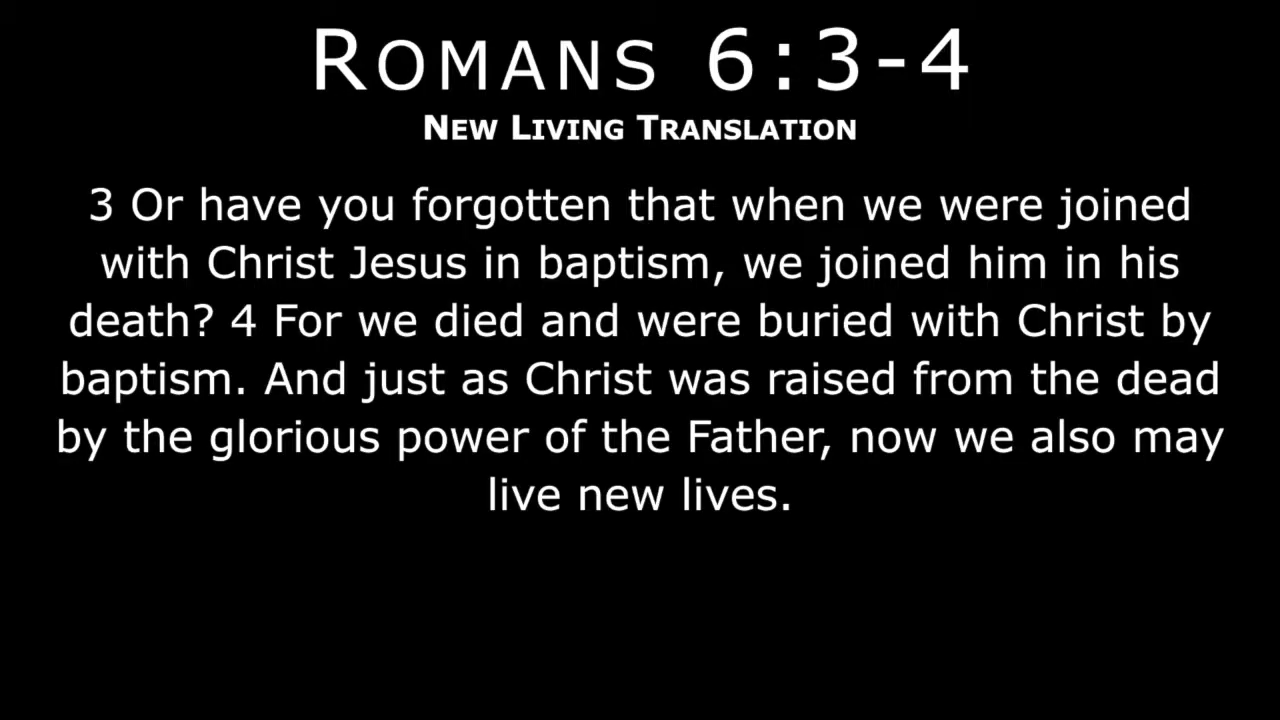 Romans 6:3-4
New Living Translation
3 Or have you forgotten that when we were joined
with Christ Jesus in baptism, we joined him in his
death? 4 For we died and were buried with Christ by
baptism. And just as Christ was raised from the dead
by the glorious power of the Father, now we also may
live new lives.